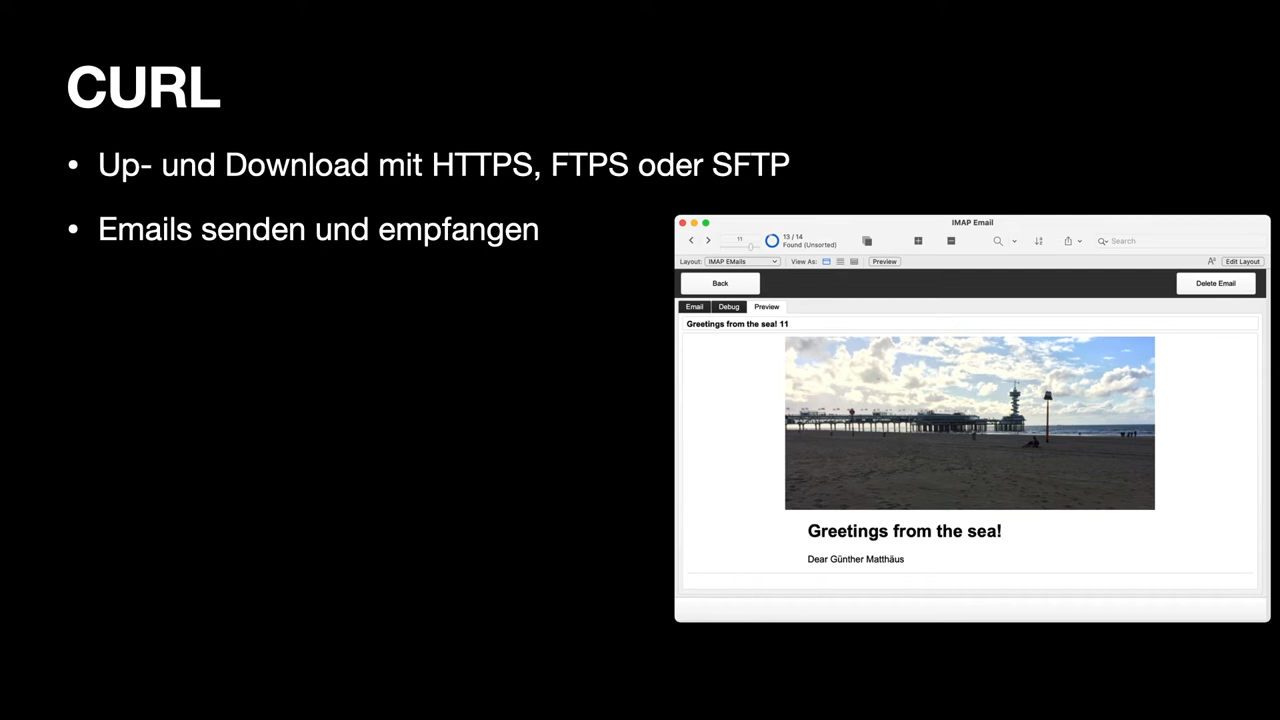 CURL
• Up- und Download mit HTTPS, FTPS oder SFTP
• Emails senden und empfangen
IMAP Email
11
13 / 14
Found (Unsorted)
Search
Layout: IMAP EMails View As: Preview Edit Layout
Back Delete Email
Email Debug Preview
Greetings from the sea! 11
Greetings from the sea!
Dear Günther Matthäus